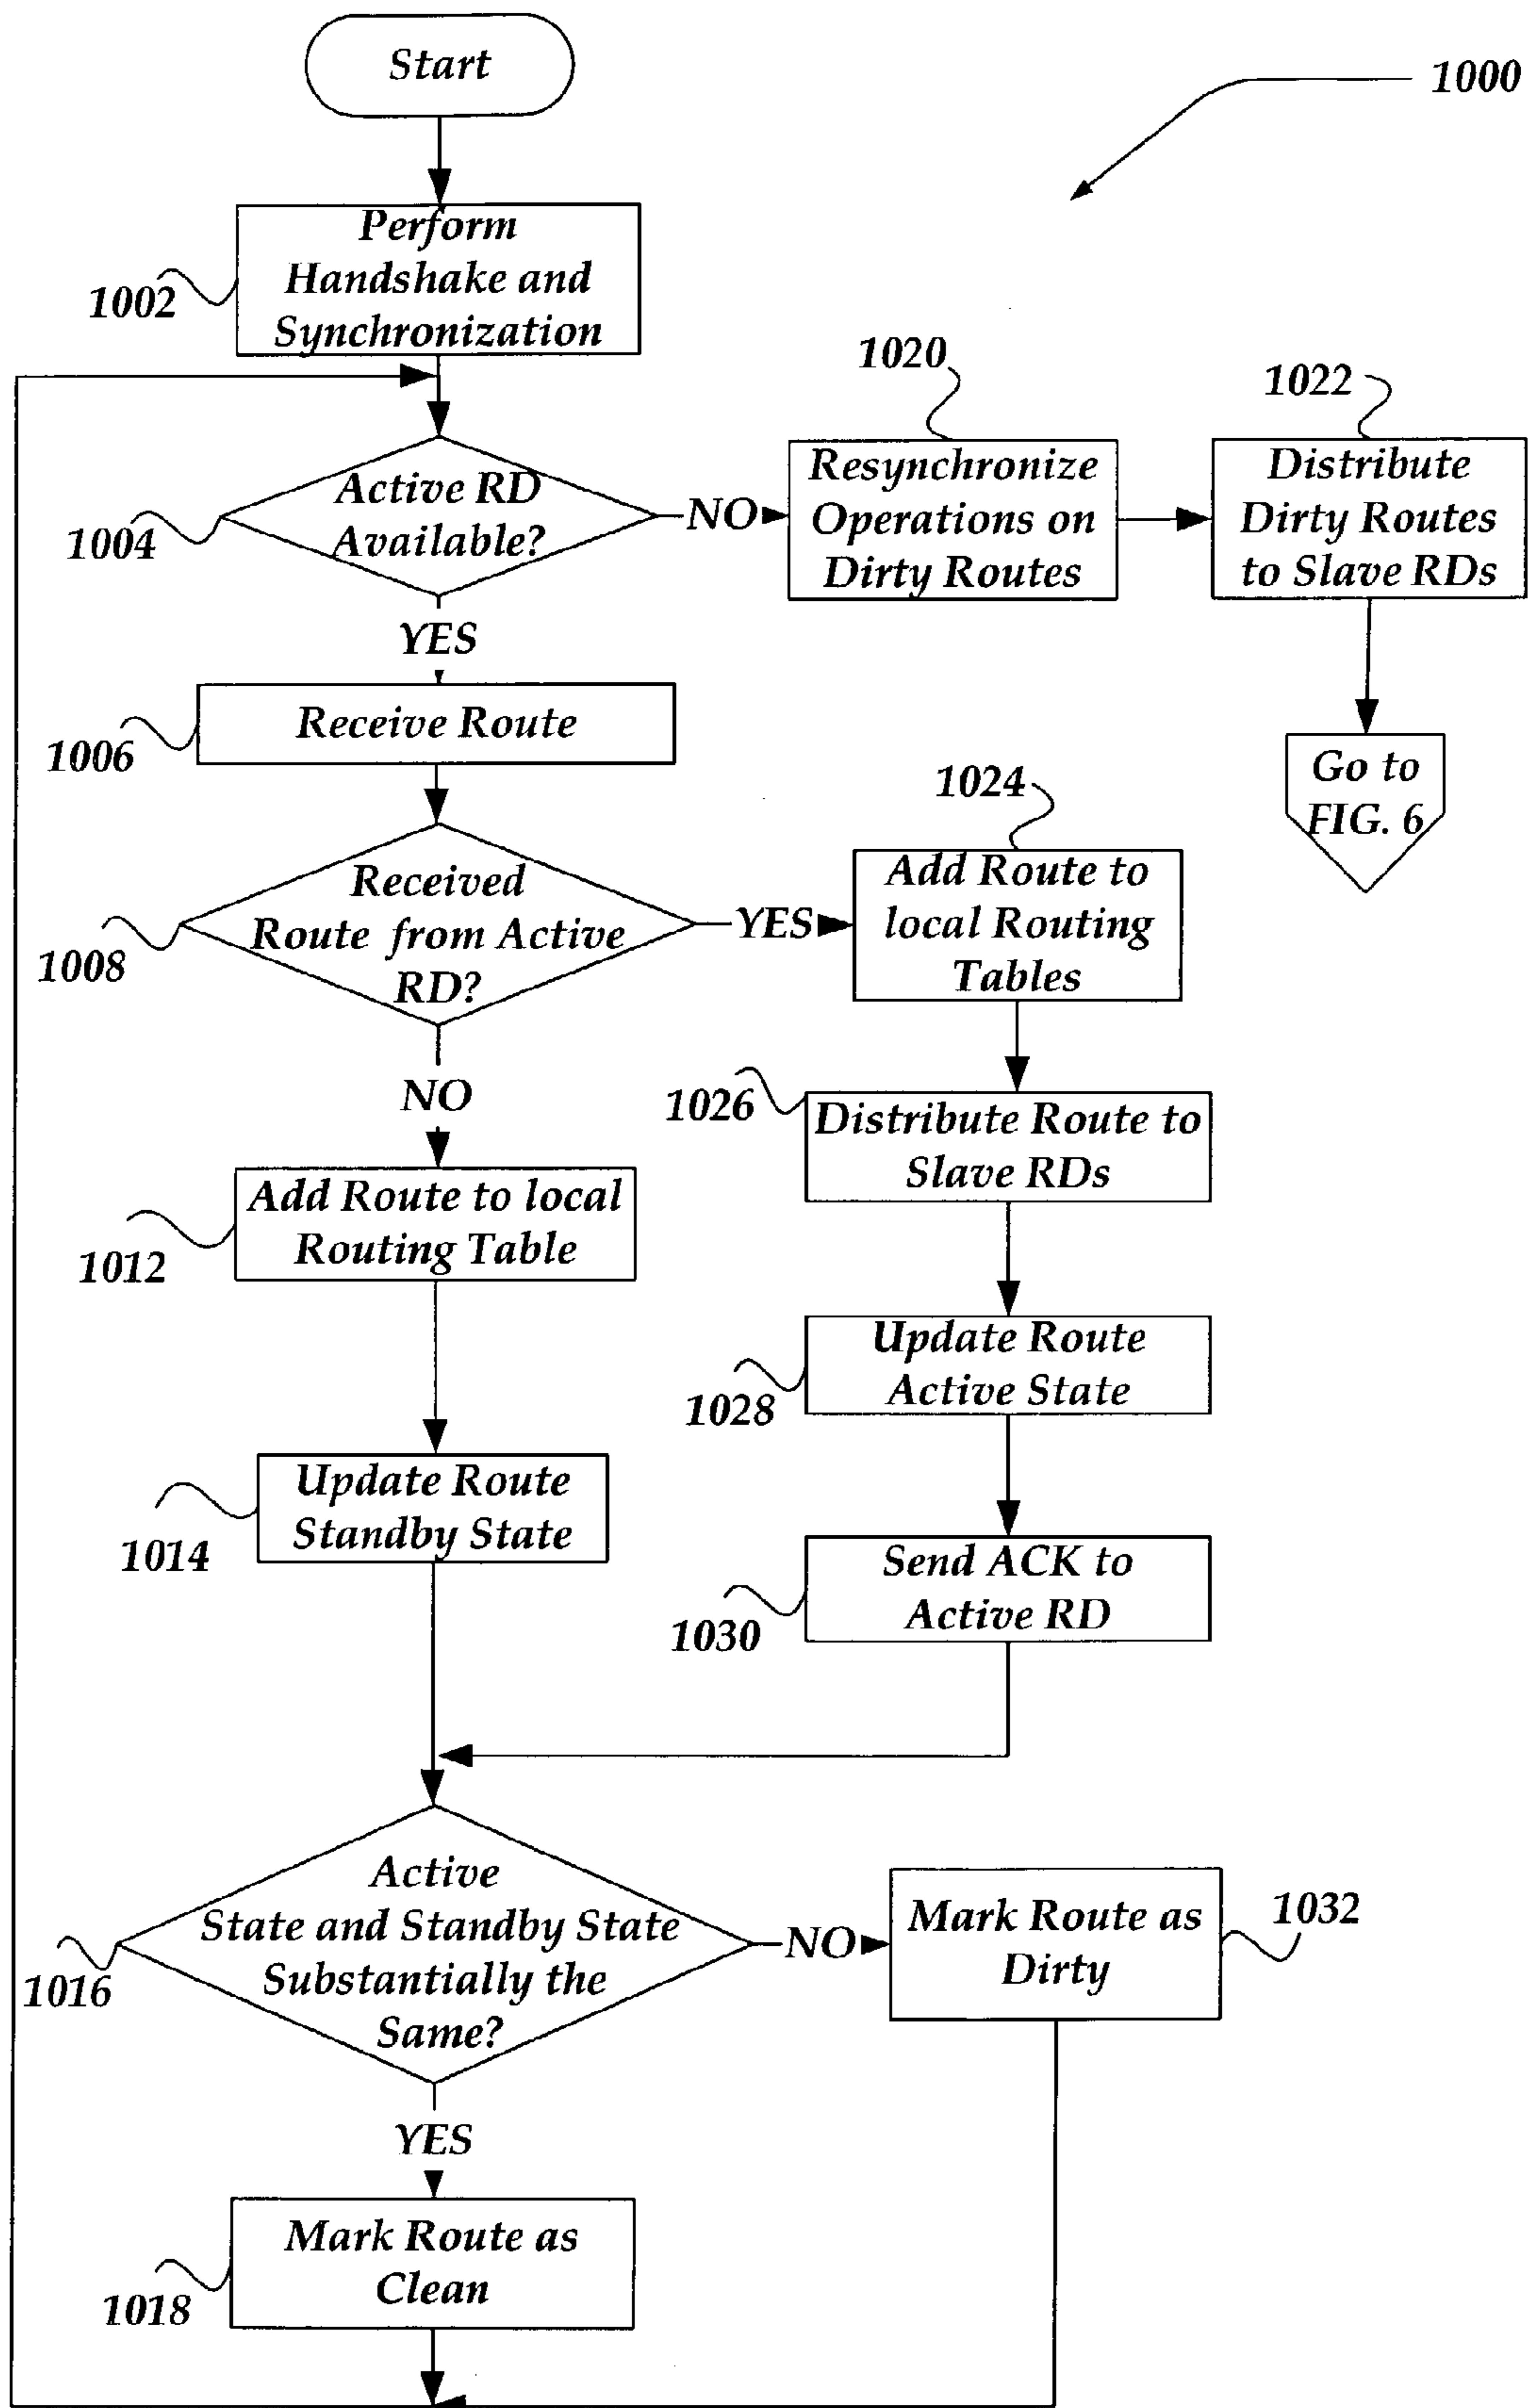 Start
1000
Perform
Handshake and
Synchronization
1002
1020
1022
Active RD
Available?
1004
NO
Resynchronize
Operations on
Dirty Routes
Distribute
Dirty Routes
to Slave RDs
YES
Receive Route
1006
Go to
FIG. 6
1024
Received
Route from Active
RD?
1008
YES
Add Route to
local Routing
Tables
NO
1026
Distribute Route to
Slave RDs
Add Route to local
Routing Table
1012
Update Route
Active State
1028
Update Route
Standby State
1014
Send ACK to
Active RD
1030
Active
State and Standby State
Substantially the
Same?
1016
NO
Mark Route as
Dirty
1032
YES
Mark Route as
Clean
1018